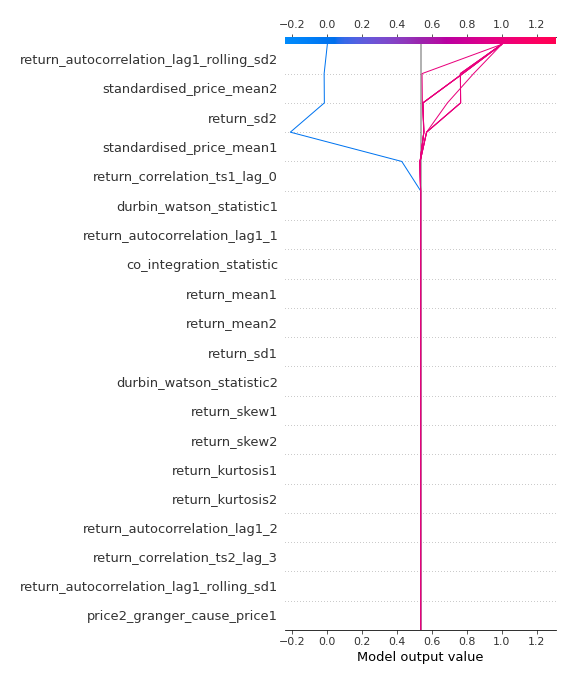 −0.2 0.0 0.2 0.4 0.6 0.8 1.0 1.2
return_autocorrelation_lag1_rolling_sd2
standardised_price_mean2
return_sd2
standardised_price_mean1
return_correlation_ts1_lag_0
durbin_watson_statistic1
return_autocorrelation_lag1_1
co_integration_statistic
return_mean1
return_mean2
return_sd1
durbin_watson_statistic2
return_skew1
return_skew2
return_kurtosis1
return_kurtosis2
return_autocorrelation_lag1_2
return_correlation_ts2_lag_3
return_autocorrelation_lag1_rolling_sd1
price2_granger_cause_price1
−0.2 0.0 0.2 0.4 0.6 0.8 1.0 1.2
Model output value